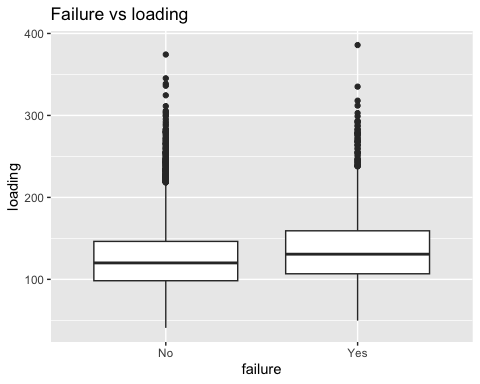 Failure vs loading
400
300
200
100
loading
No
Yes
failure